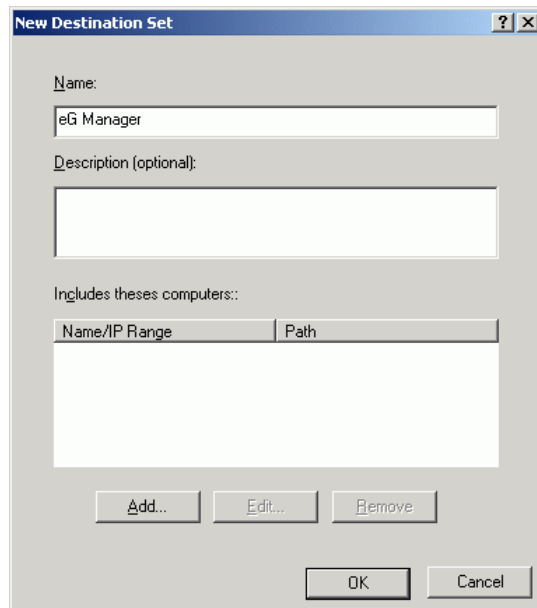 New Destination Set
Name:
eG Manager
Description (optional):
Includes theses computers::
Name/IP Range Path
Add... Edit... Remove
OK Cancel